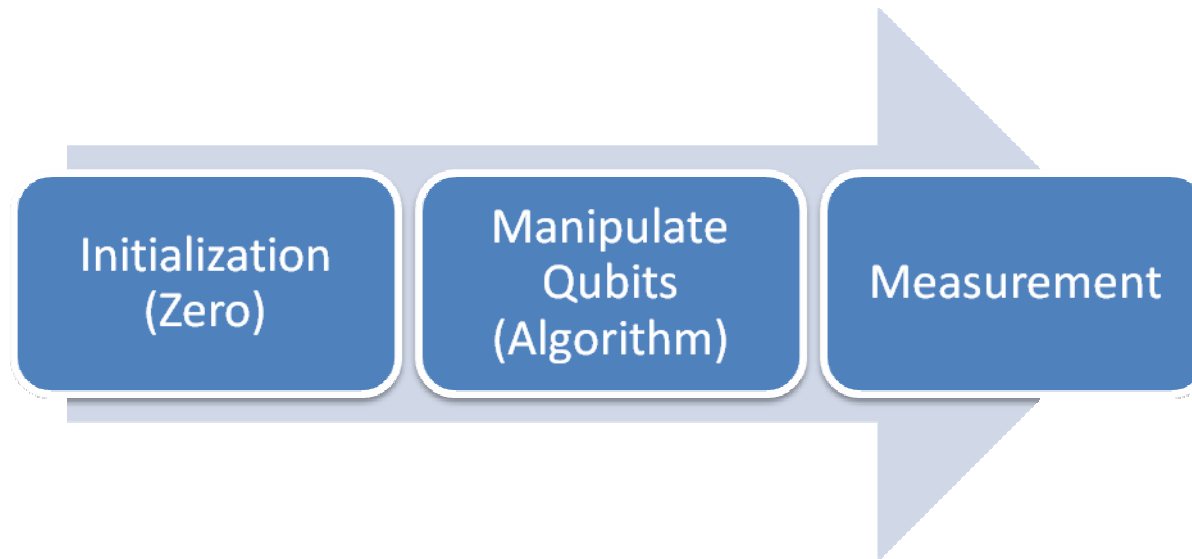 Initialization
(Zero)
Manipulate
Qubits
(Algorithm)
Measurement